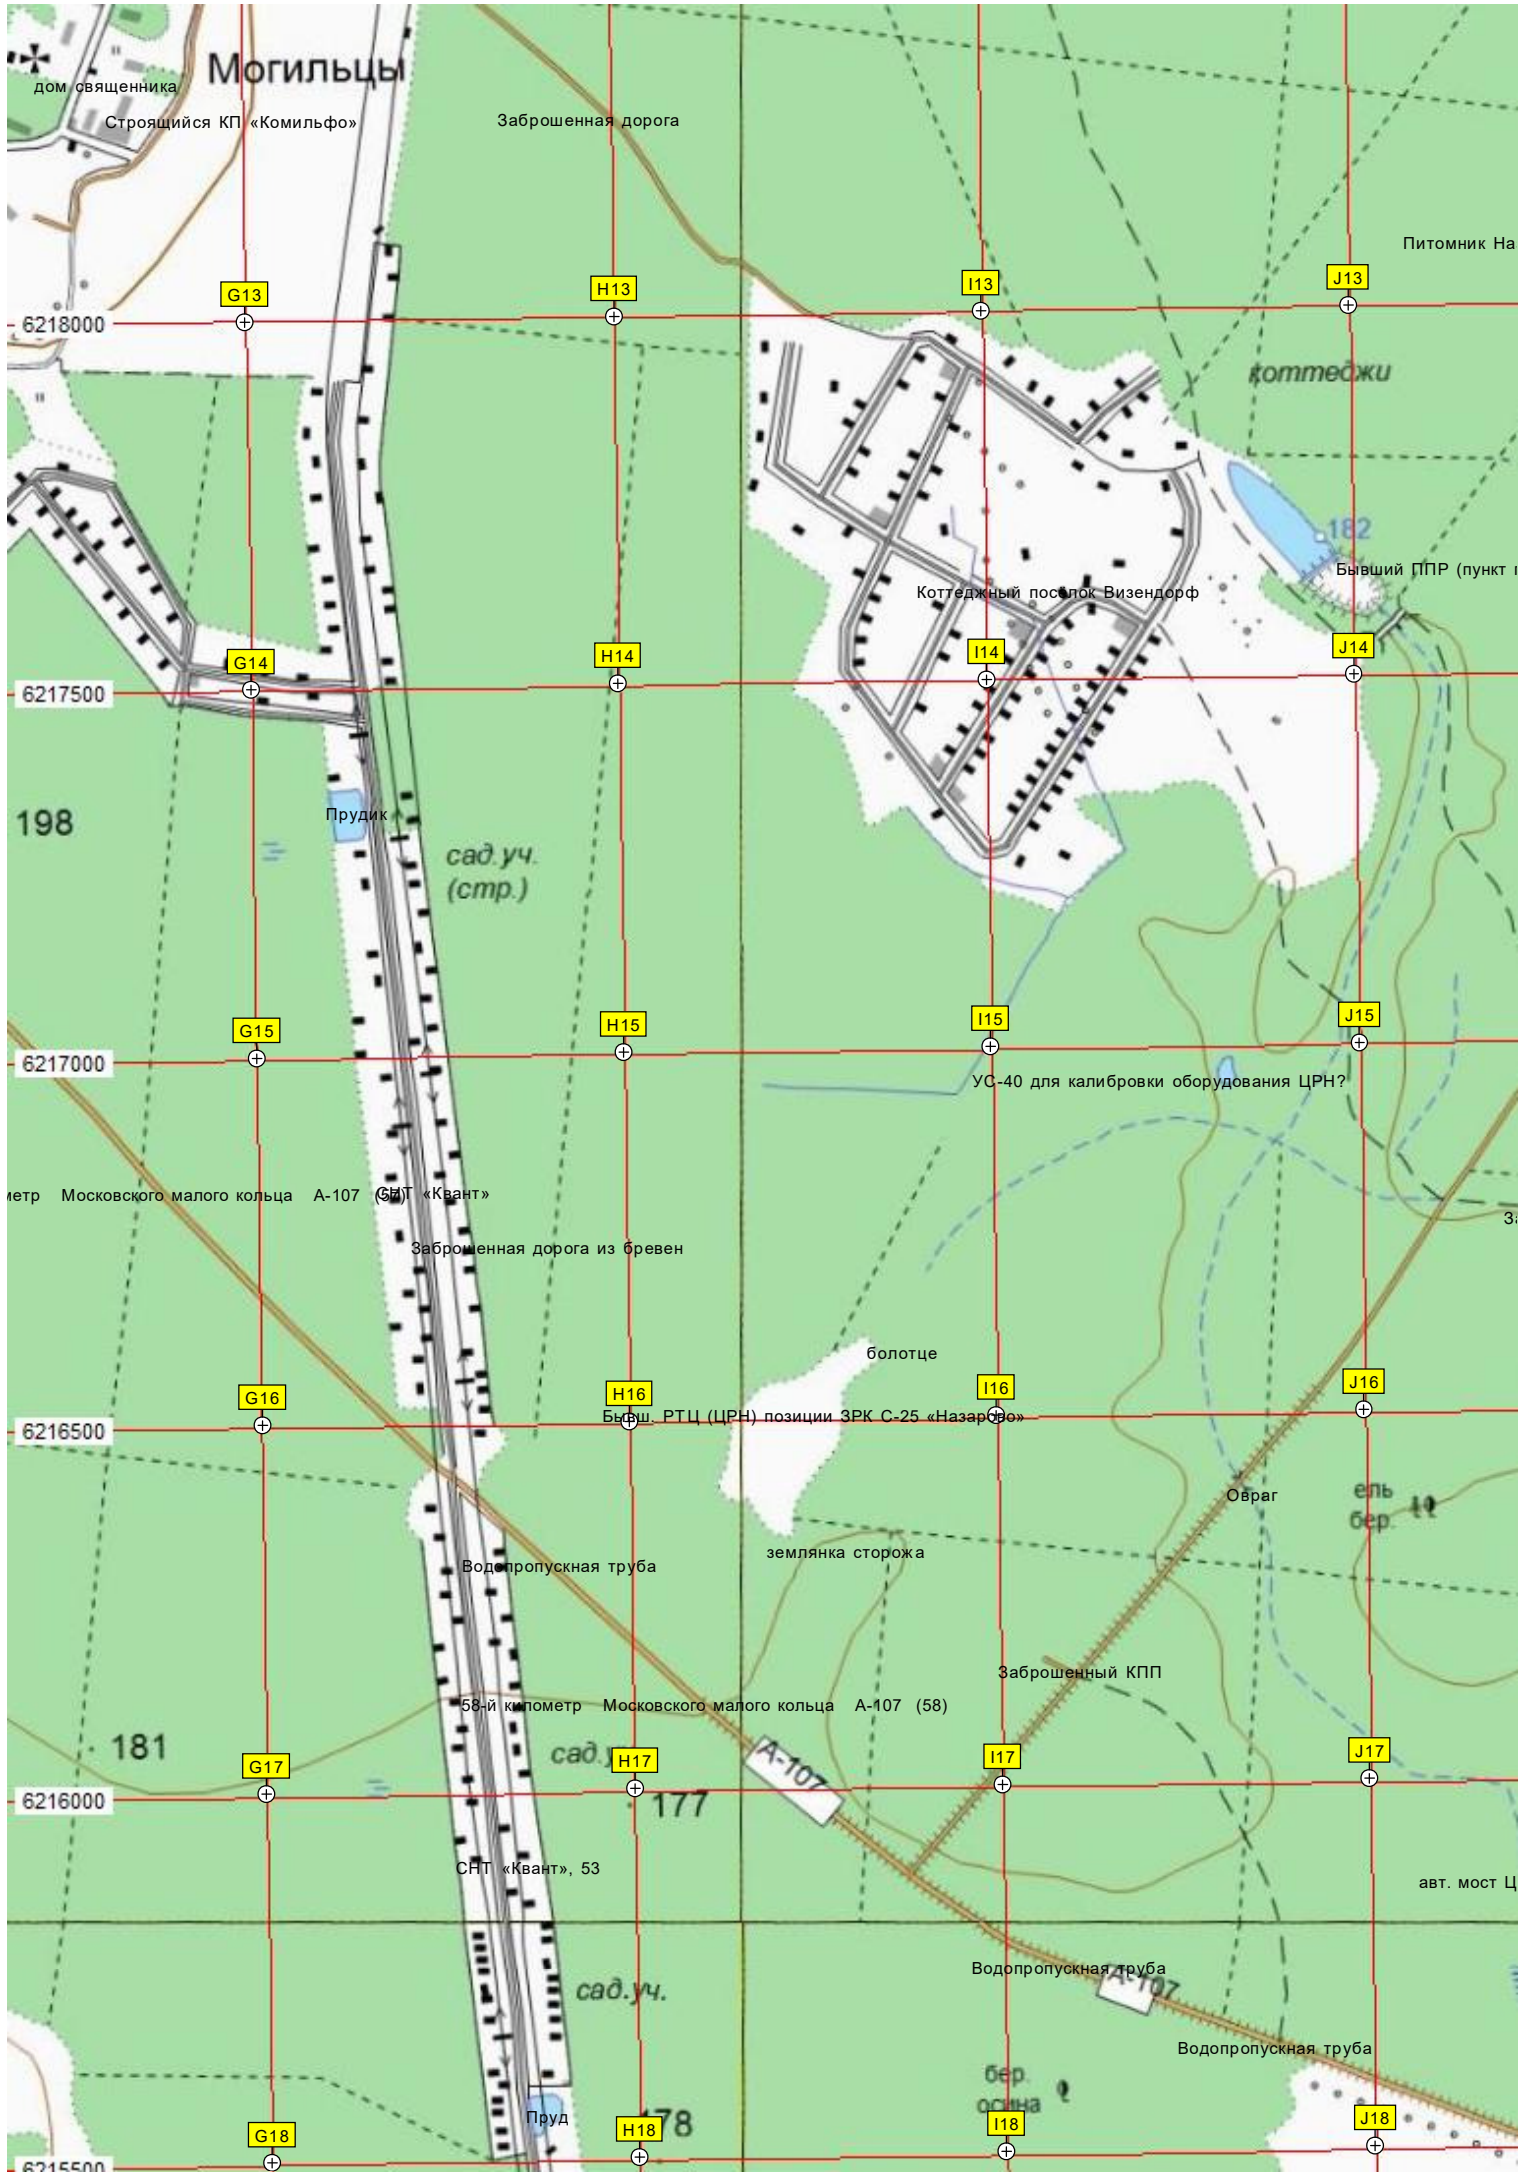 Могильцы
дом священника
Строящийся КП «Комильфо»
Заброшенная дорога
Питомник На
G13
H13
I13
J13
6218000
коттеджи
182
Бывший ППР (пункт
Коттеджный посёлок Визендорф
G14
H14
I14
J14
6217500
198
Прудик
сад.уч.
(стр.)
G15
H15
I15
J15
6217000
УС-40 для калибровки оборудования ЦРН?
метр Московского малого кольца А-107 (57)
СНТ «Квант»
За
Заброшенная дорога из бревен
болотце
G16
H16
I16
J16
Бывш. РТЦ (ЦРН) позиции ЗРК С-25 «Назарово»
6216500
Овраг
ель
бер.
землянка сторожа
Водопропускная труба
Заброшенный КПП
58-й километр Московского малого кольца А-107 (58)
181
сад.у
G17
H17
I17
J17
А-107
6216000
177
СНТ «Квант», 53
авт. мост Ц
Водопропускная труба
А-107
сад.уч.
Водопропускная труба
бер.
осина
Пруд
178
G18
H18
I18
J18
6215500